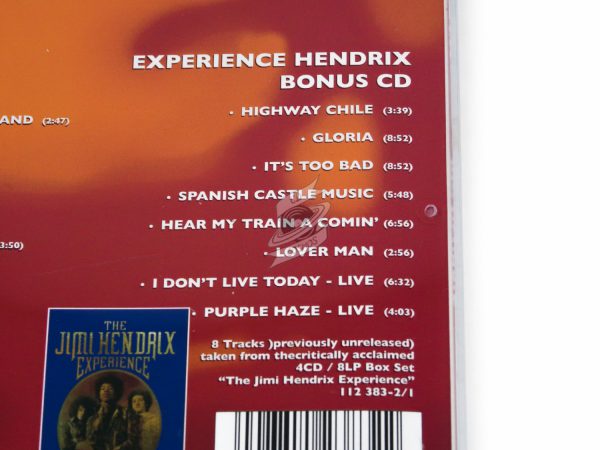 EXPERIENCE HENDRIX
BONUS CD
AND (2:47)
• HIGHWAY CHILE (3:39)
• GLORIA (8:52)
• IT'S TOO BAD (8:52)
• SPANISH CASTLE MUSIC (5:48)
• HEAR MY TRAIN A COMIN' (6:56)
3:50)
• LOVER MAN (2:56)
• I DON'T LIVE TODAY - LIVE (6:32)
• PURPLE HAZE - LIVE (4:03)
THE
JIMI HENDRIX
EXPERIENCE
8 Tracks )previously unreleased)
taken from thecritically acclaimed
4CD / 8LP Box Set
"The Jimi Hendrix Experience"
112 383-2/1